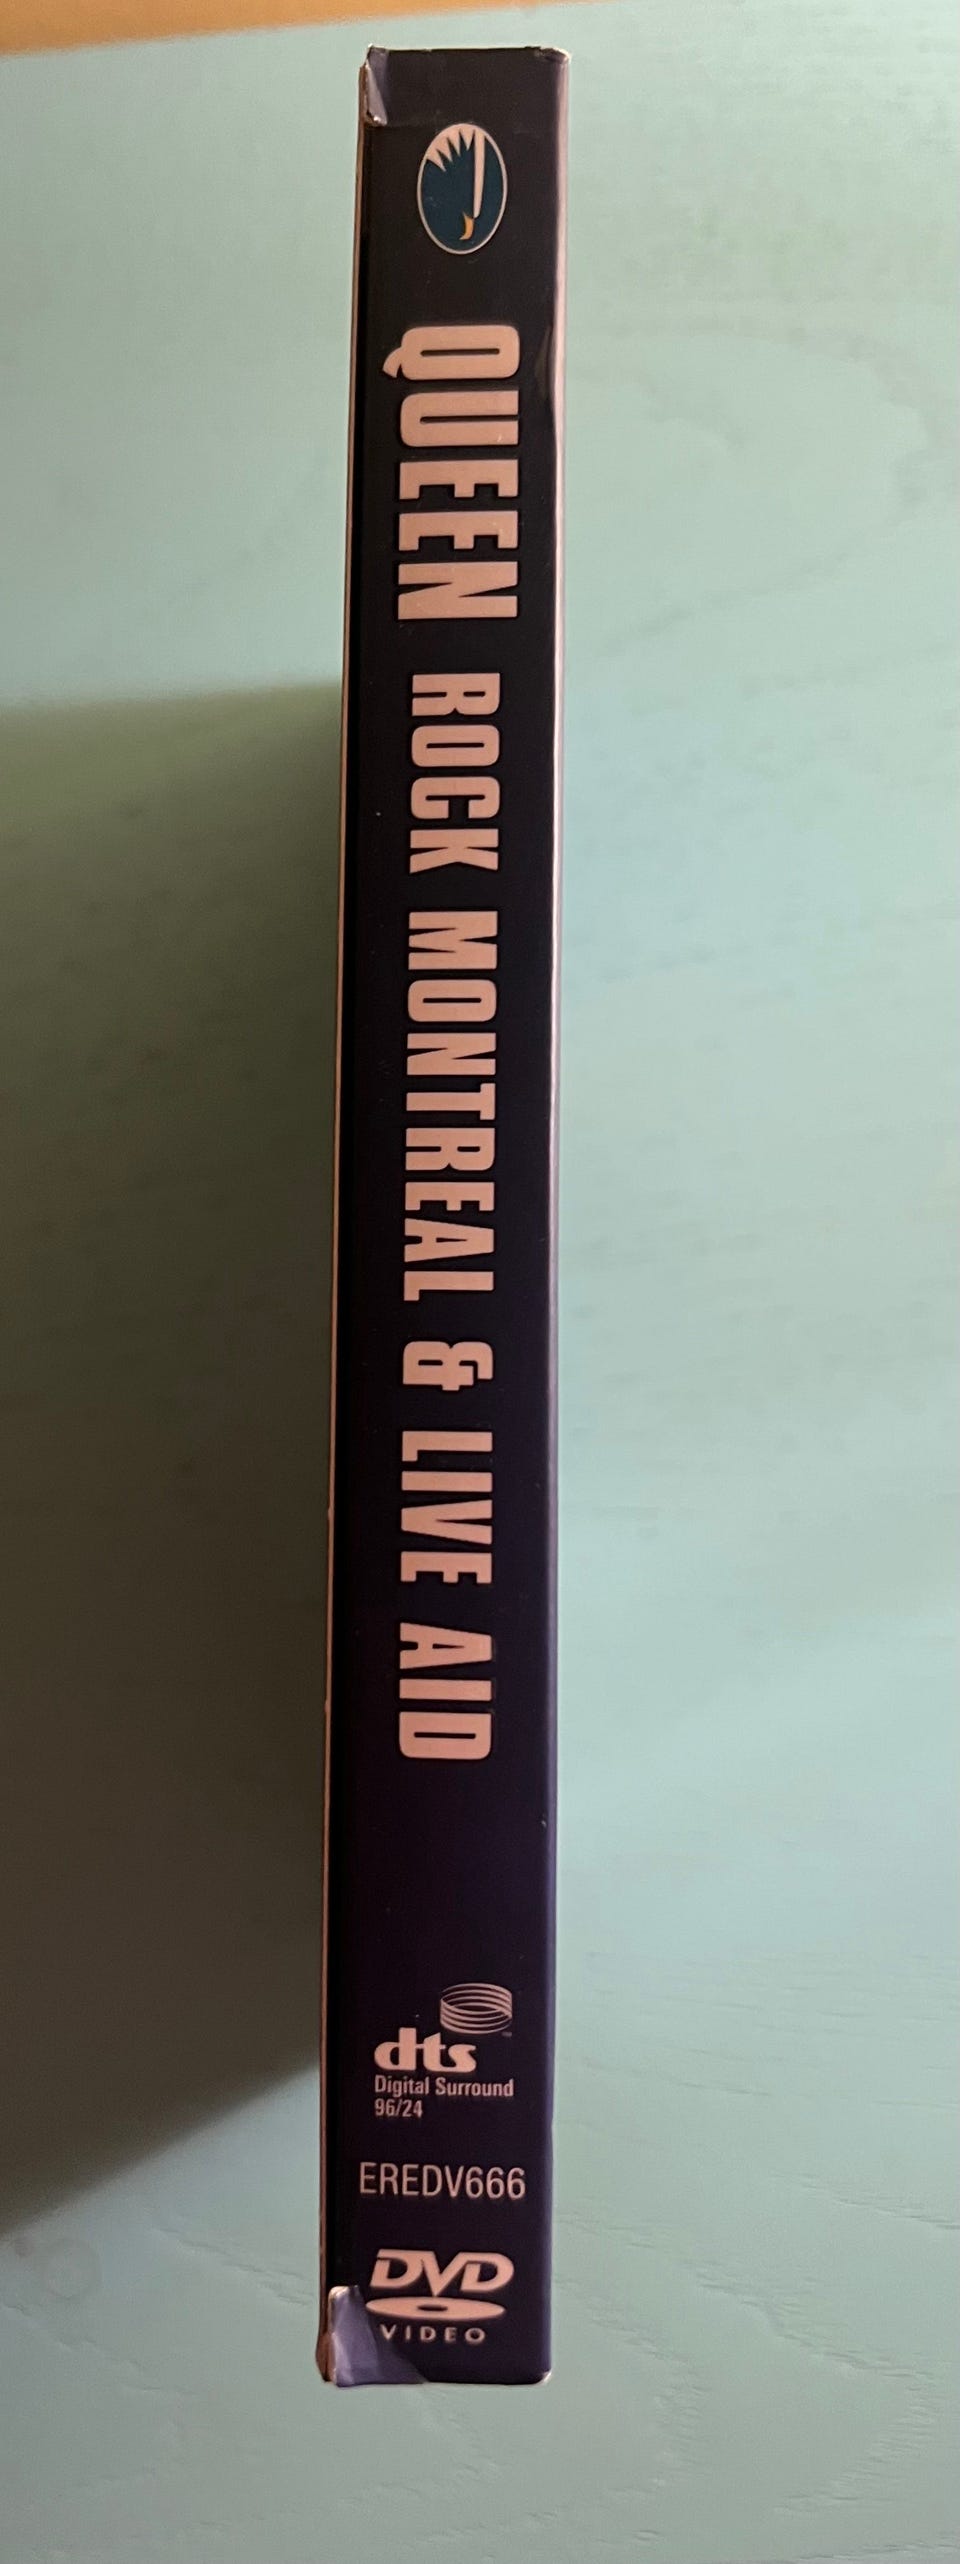 QUEEN ROCK MONTREAL & LIVE AID
dts
Digital Surround
96/24
EREDV666
DVD
VIDEO